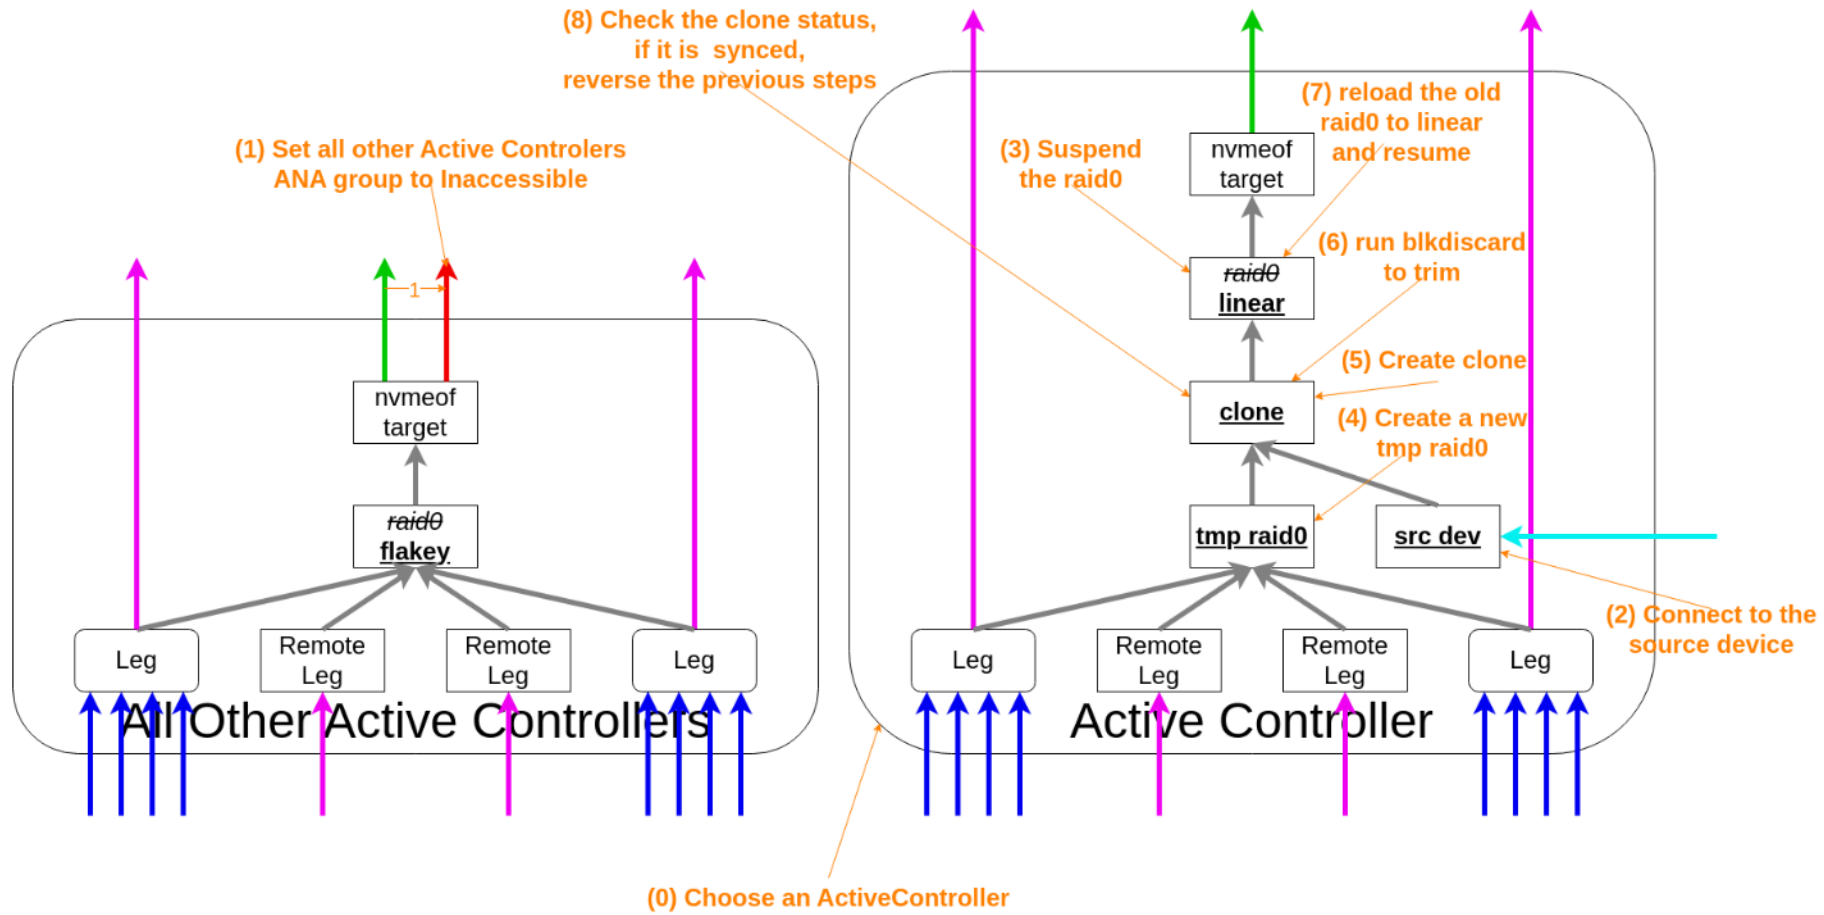 (8) Check the clone status,
if it is synced,
reverse the previous steps
(7) reload the old
raid0 to linear
and resume
(1) Set all other Active Controlers
ANA group to Inaccessible
(3) Suspend
the raid0
nvmeof
target
(6) run blkdiscard
to trim
raid0
linear
1
(5) Create clone
nvmeof
target
clone
(4) Create a new
tmp raid0
raid0
flakey
tmp raid0
src dev
(2) Connect to the
source device
Leg
Remote
Leg
Remote
Leg
Leg
Leg
Remote
Leg
Remote
Leg
Leg
All Other Active Controllers
Active Controller
(0) Choose an ActiveController